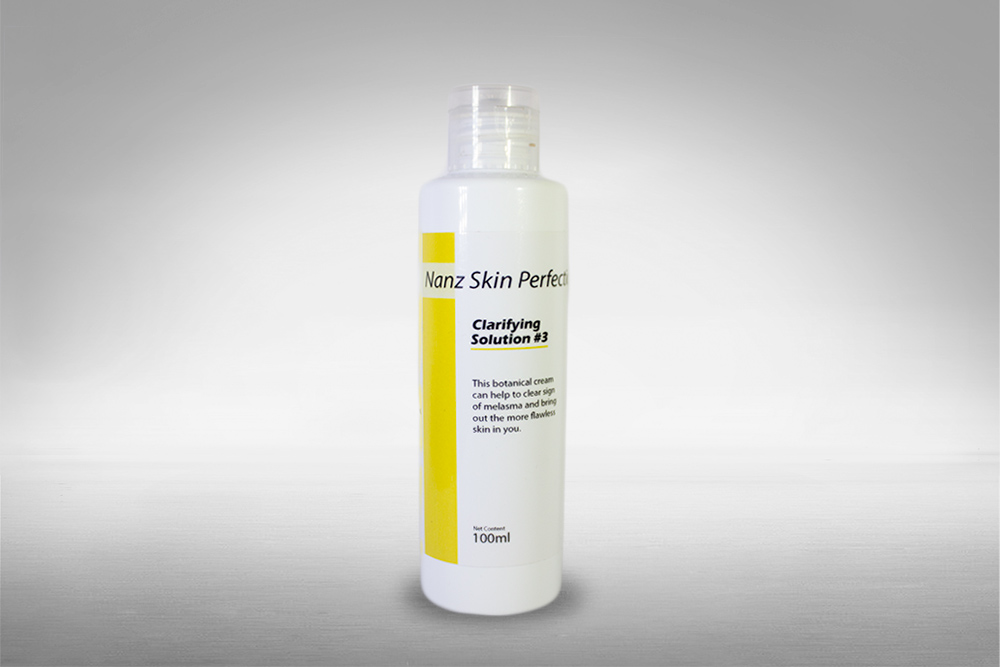 Nanz Skin Perfecti
Clarifying
Solution #3
This botanical cream
can help to clear sign
of melasma and bring
out the more flawless
skin in you.
Net Content
100ml